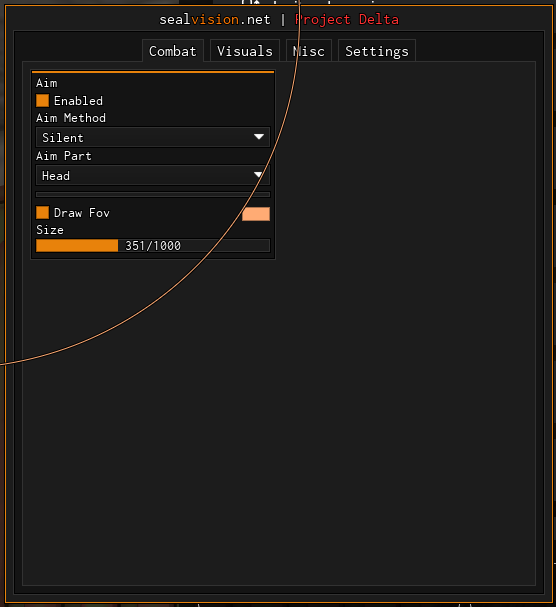 sealvision.net | Project Delta
Combat Visuals Misc Settings
Aim
Enabled
Aim Method
Silent
Aim Part
Head
Draw Fov
Size
351/1000